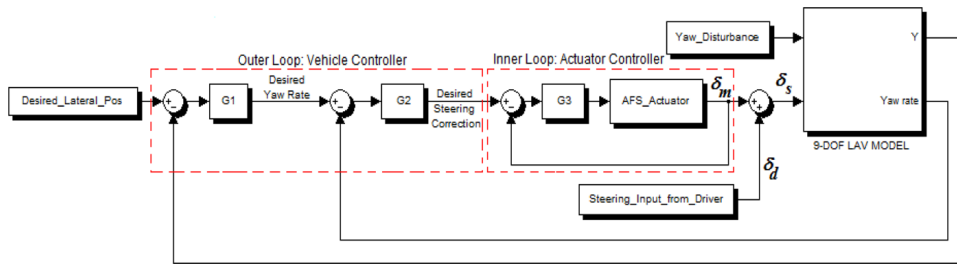 Yaw_Disturbance
Y
Outer Loop: Vehicle Controller
Inner Loop: Actuator Controller
Desired_Lateral_Pos
+
-
G1
Desired
Yaw Rate
+
-
G2
Desired
Steering
Correction
+
-
G3
AFS_Actuator
δm
+
+
δs
Yaw rate
9-DOF LAV MODEL
δd
Steering_Input_from_Driver